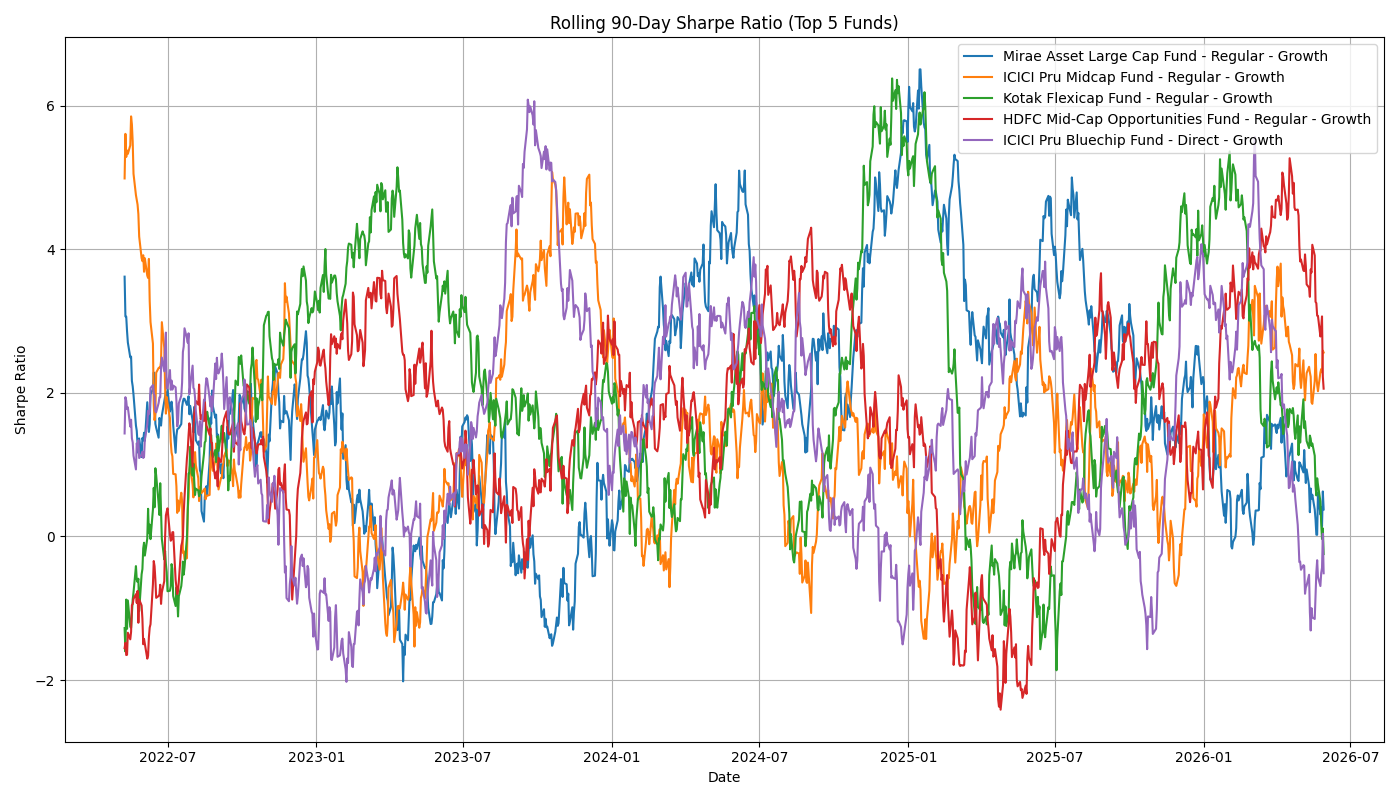 Rolling 90-Day Sharpe Ratio (Top 5 Funds)
Mirae Asset Large Cap Fund - Regular - Growth
ICICI Pru Midcap Fund - Regular - Growth
Kotak Flexicap Fund - Regular - Growth
HDFC Mid-Cap Opportunities Fund - Regular - Growth
ICICI Pru Bluechip Fund - Direct - Growth
Sharpe Ratio
6
4
2
0
−2
2022-07 2023-01 2023-07 2024-01 2024-07 2025-01 2025-07 2026-01 2026-07
Date